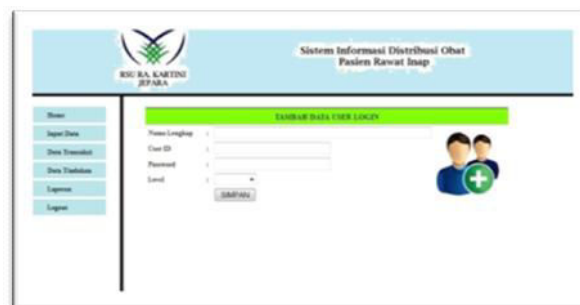 RSU RA. KARTINI
JEPARA
Sistem Informasi Distribusi Obat
Pasien Rawat Inap
Home
Input Data
Data Transaksi
Data Tindakan
Laporan
Logout
TAMBAH DATA USER LOGIN
Nama Lengkap :
User ID :
Password :
Level :
SIMPAN